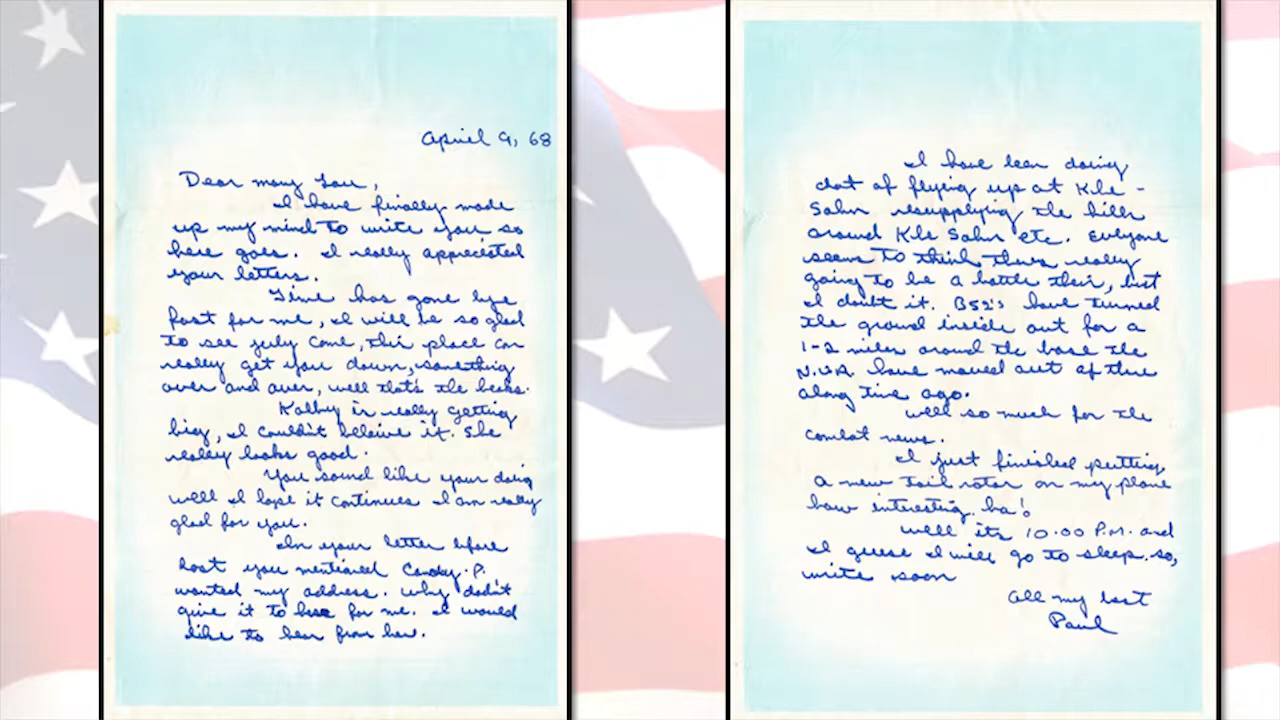 April 9, 68
Dear Mary Lou,
I have finally made
up my mind to write you, so
here goes. I really appreciated
your letters.
Time has gone bye
fast for me, I will be so glad
to see July come, this place can
really get you down, something
over and over, well that's the breaks.
Kathy is really getting
big, I couldn't beleive it. She
really looks good.
You sound like your doing
well I hope it continues I am really
glad for you.
In your letter before
last you mentioned Candy P.
wanted my address. Why don't
give it to her for me. I would
like to hear from her.
I have been doing
alot of flying up at Khe -
Sahn resupplying the hills
around Khe Sahn etc. Everyone
seems to think theres really
going to be a battle their, but
I doubt it. B52's have turned
the ground inside out for a
1-2 miles around the base the
N.V.A. have moved out of there
along time ago.
Well so much for the
combat news.
I just finished putting
a new tail rotor on my plane
how interesting. ha!
Well its 10:00 P.M. and
I guess I will go to sleep. so,
write soon
All my best
Paul